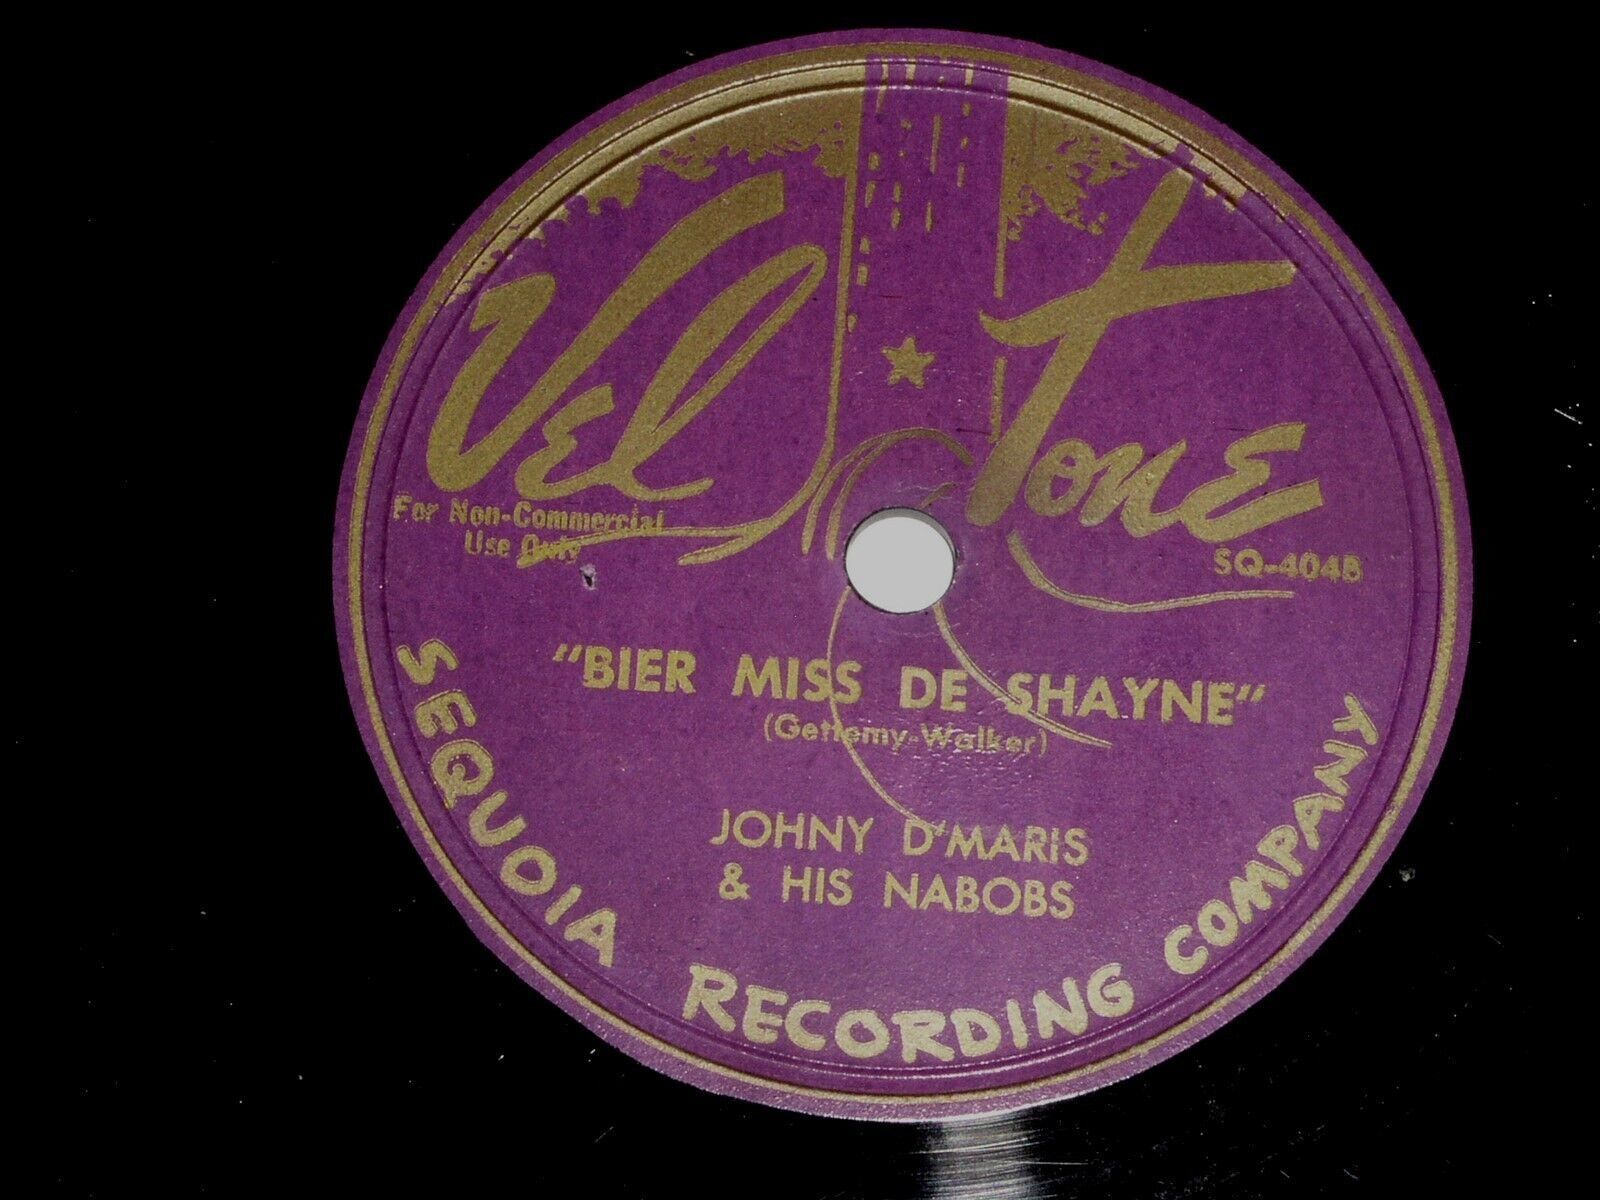 Vel Tone
For Non-Commercial
Use Only
SQ-404B
"BIER MISS DE SHAYNE"
(Gettemy-Walker)
JOHNY D'MARIS
& HIS NABOBS
SEQUOIA RECORDING COMPANY